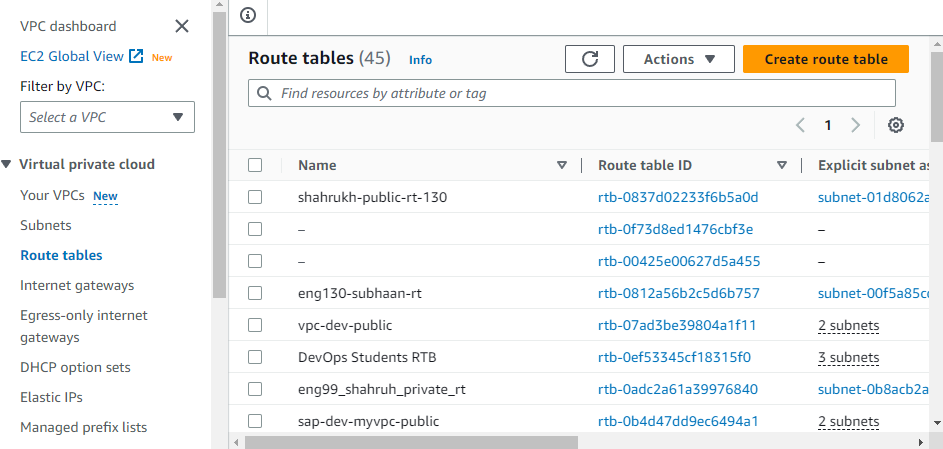 VPC dashboard
EC2 Global View New
Filter by VPC:
Select a VPC
Virtual private cloud
Your VPCs New
Subnets
Route tables
Internet gateways
Egress-only internet
gateways
DHCP option sets
Elastic IPs
Managed prefix lists
Route tables (45) Info
Actions
Create route table
Find resources by attribute or tag
1
Name Route table ID Explicit subnet as
shahrukh-public-rt-130 rtb-0837d02233f6b5a0d subnet-01d8062a
– rtb-0f73d8ed1476cbf3e –
– rtb-00425e00627d5a455 –
eng130-subhaan-rt rtb-0812a56b2c5d6b757 subnet-00f5a85cc
vpc-dev-public rtb-07ad3be39804a1f11 2 subnets
DevOps Students RTB rtb-0ef53345cf18315f0 3 subnets
eng99_shahruh_private_rt rtb-0adc2a61a39976840 subnet-0b8acb2a
sap-dev-myvpc-public rtb-0b4d47dd9ec6494a1 2 subnets